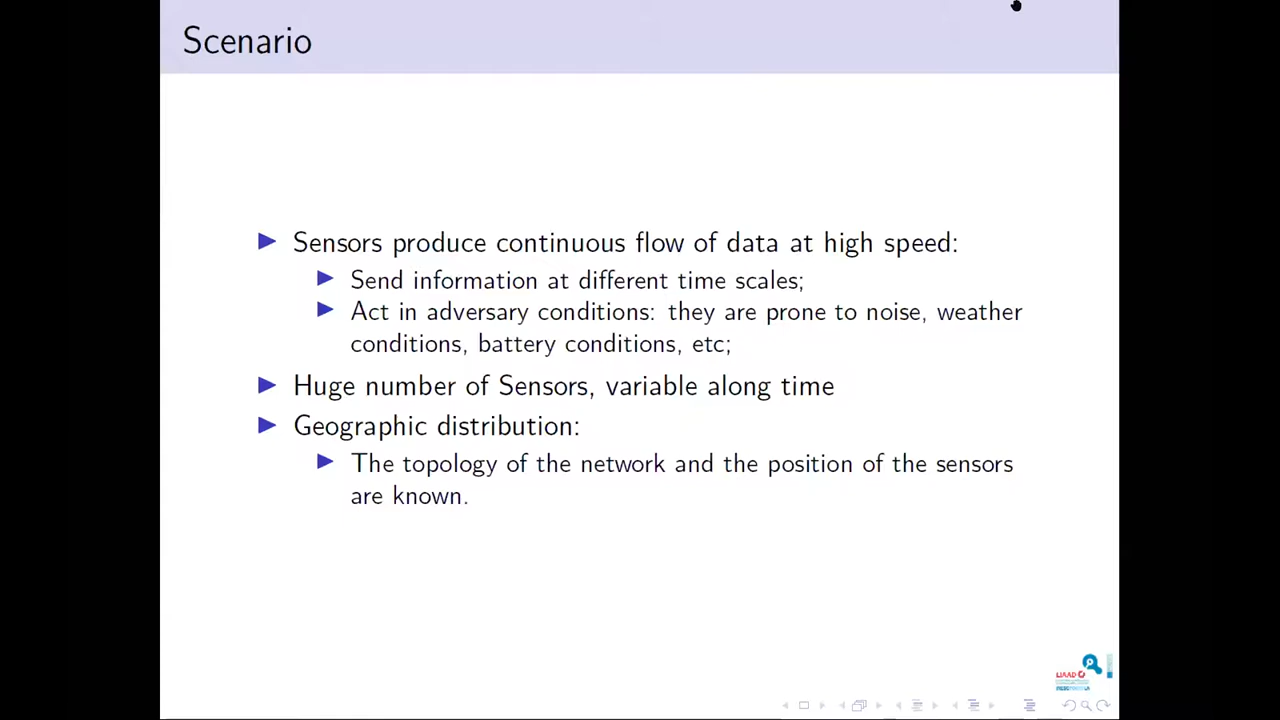 Scenario
Sensors produce continuous flow of data at high speed:
Send information at different time scales;
Act in adversary conditions: they are prone to noise, weather
conditions, battery conditions, etc;
Huge number of Sensors, variable along time
Geographic distribution:
The topology of the network and the position of the sensors
are known.
LIAAD